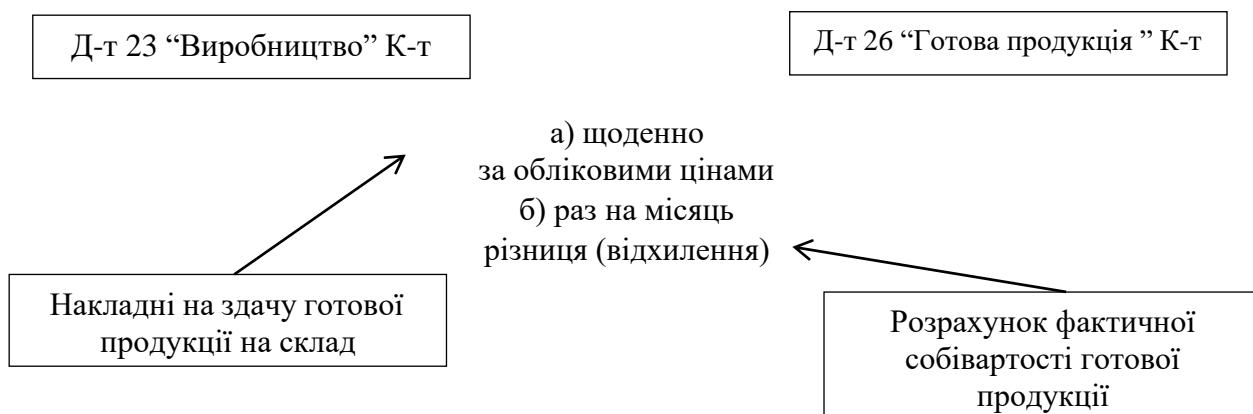 Д-т 23 “Виробництво” К-т
Д-т 26 “Готова продукція ” К-т
а) щоденно
за обліковими цінами
б) раз на місяць
різниця (відхилення)
Накладні на здачу готової
продукції на склад
Розрахунок фактичної
собівартості готової
продукції